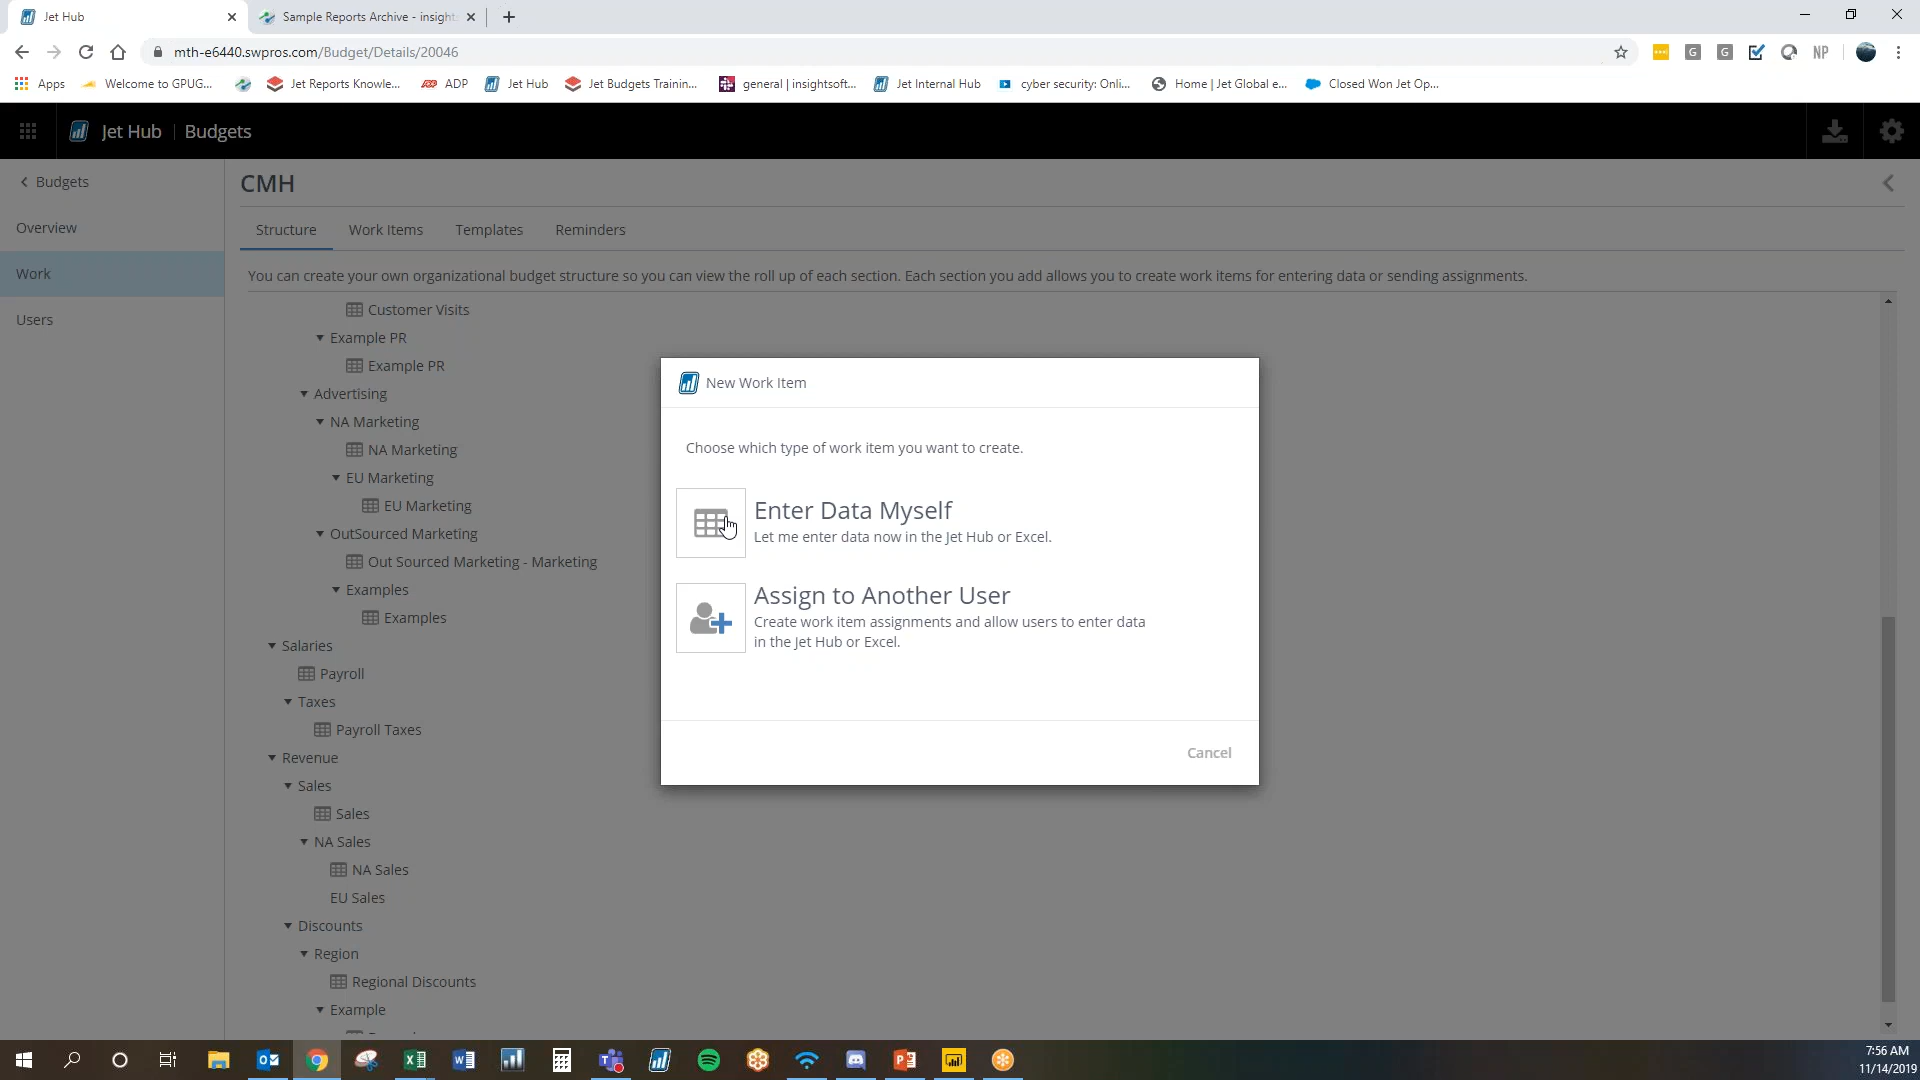 Jet Hub
Sample Reports Archive - insight
mth-e6440.swpros.com/Budget/Details/20046
G G NP
Apps Welcome to GPUG... Jet Reports Knowle... ADP Jet Hub Jet Budgets Trainin... general | insightsoft... Jet Internal Hub cyber security: Onli... Home | Jet Global e... Closed Won Jet Op...
Jet Hub | Budgets
Budgets
Overview
Work
Users
CMH
Structure Work Items Templates Reminders
You can create your own organizational budget structure so you can view the roll up of each section. Each section you add allows you to create work items for entering data or sending assignments.
Customer Visits
Example PR
Example PR
Advertising
NA Marketing
NA Marketing
EU Marketing
EU Marketing
OutSourced Marketing
Out Sourced Marketing - Marketing
Examples
Examples
Salaries
Payroll
Taxes
Payroll Taxes
Revenue
Sales
Sales
NA Sales
NA Sales
EU Sales
Discounts
Region
Regional Discounts
Example
New Work Item
Choose which type of work item you want to create.
Enter Data Myself
Let me enter data now in the Jet Hub or Excel.
Assign to Another User
Create work item assignments and allow users to enter data
in the Jet Hub or Excel.
Cancel
7:56 AM
11/14/2019